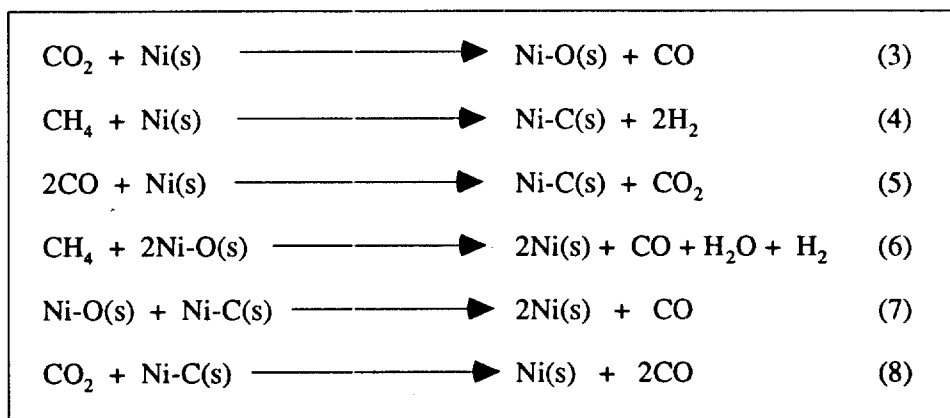 CO₂ + Ni(s) ⟶ Ni-O(s) + CO (3)
CH₄ + Ni(s) ⟶ Ni-C(s) + 2H₂ (4)
2CO + Ni(s) ⟶ Ni-C(s) + CO₂ (5)
CH₄ + 2Ni-O(s) ⟶ 2Ni(s) + CO + H₂O + H₂ (6)
Ni-O(s) + Ni-C(s) ⟶ 2Ni(s) + CO (7)
CO₂ + Ni-C(s) ⟶ Ni(s) + 2CO (8)